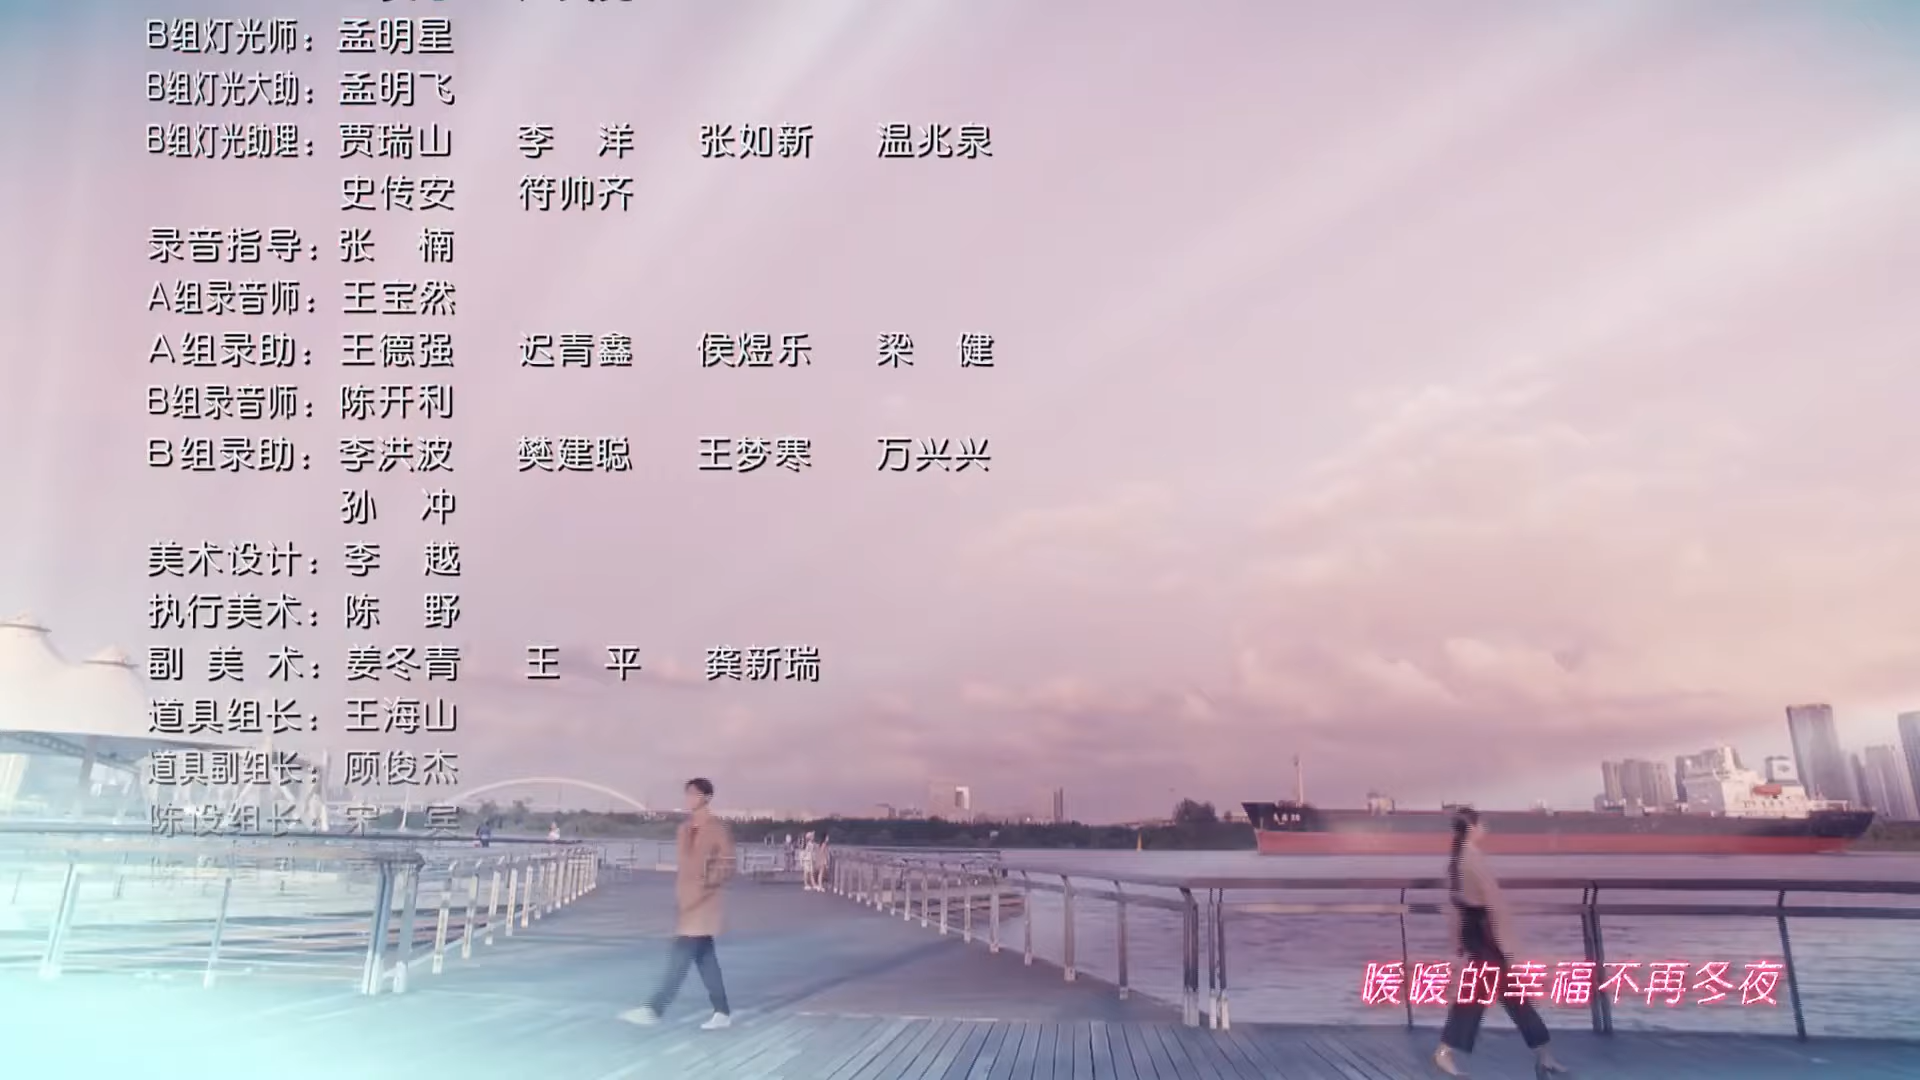 B组灯光师：孟明星
B组灯光大助：孟明飞
B组灯光助理：贾瑞山 李 洋 张如新 温兆泉
史传安 符帅齐
录音指导：张 楠
A组录音师：王宝然
A组录助：王德强 迟青鑫 侯煜乐 梁 健
B组录音师：陈开利
B组录助：李洪波 樊建聪 王梦寒 万兴兴
孙 冲
美术设计：李 越
执行美术：陈 野
副 美 术：姜冬青 王 平 龚新瑞
道具组长：王海山
道具副组长：顾俊杰
陈设组长：宋 宾
暖暖的幸福不再冬夜